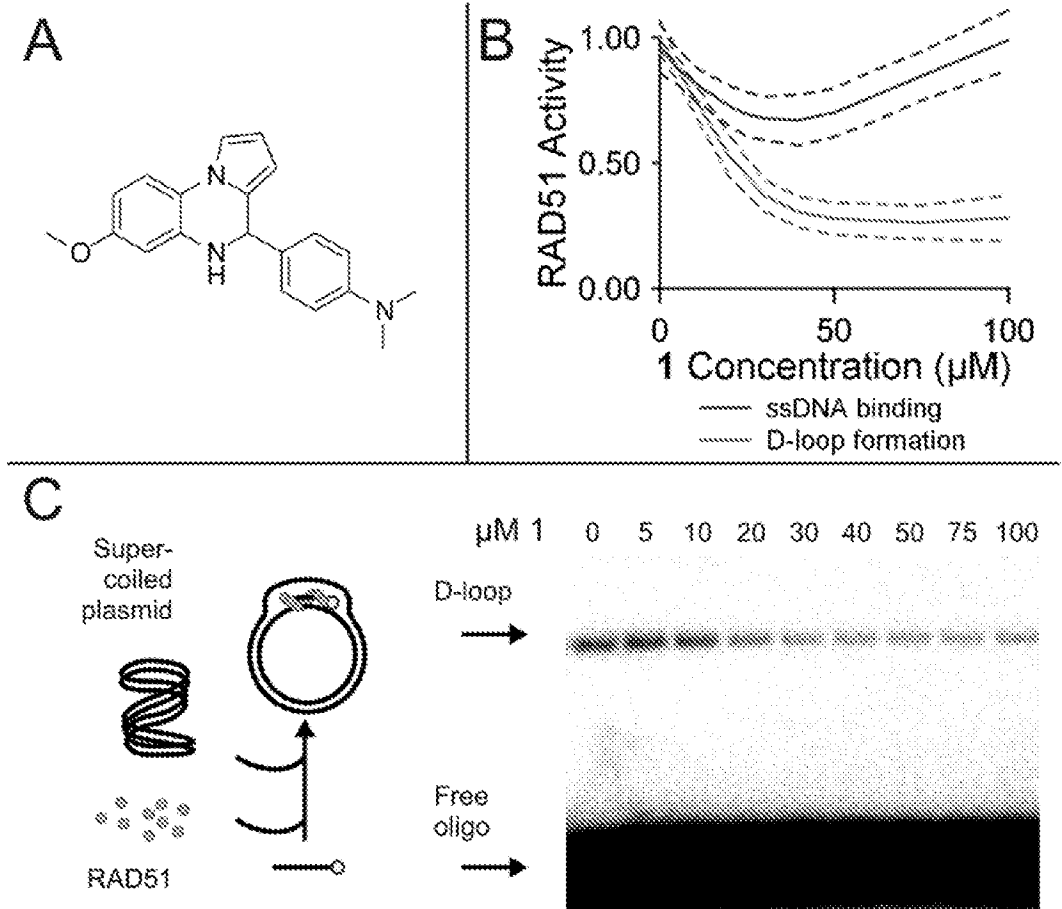 A
N
N
H
O
N
B
RAD51 Activity
1.00
0.50
0.00
0 50 100
1 Concentration (µM)
ssDNA binding
D-loop formation
C
Super-
coiled
plasmid
RAD51
µM 1 0 5 10 20 30 40 50 75 100
D-loop
Free
oligo